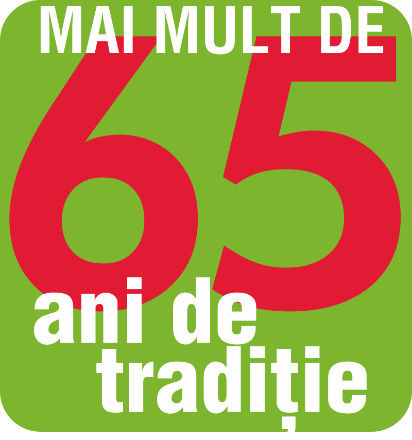 MAI MULT DE
65
ani de
tradiție